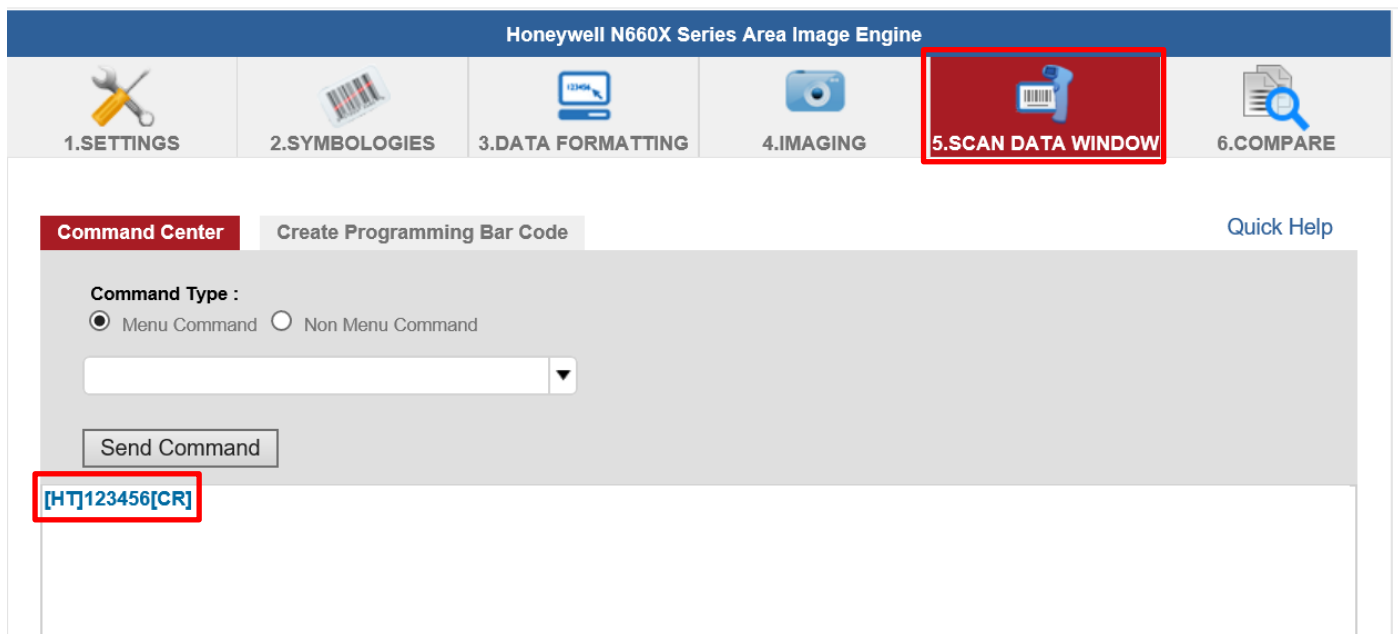 Honeywell N660X Series Area Image Engine
1.SETTINGS 2.SYMBOLOGIES 3.DATA FORMATTING 4.IMAGING 5.SCAN DATA WINDOW 6.COMPARE
Command Center Create Programming Bar Code Quick Help
Command Type :
Menu Command Non Menu Command
Send Command
[HT]123456[CR]